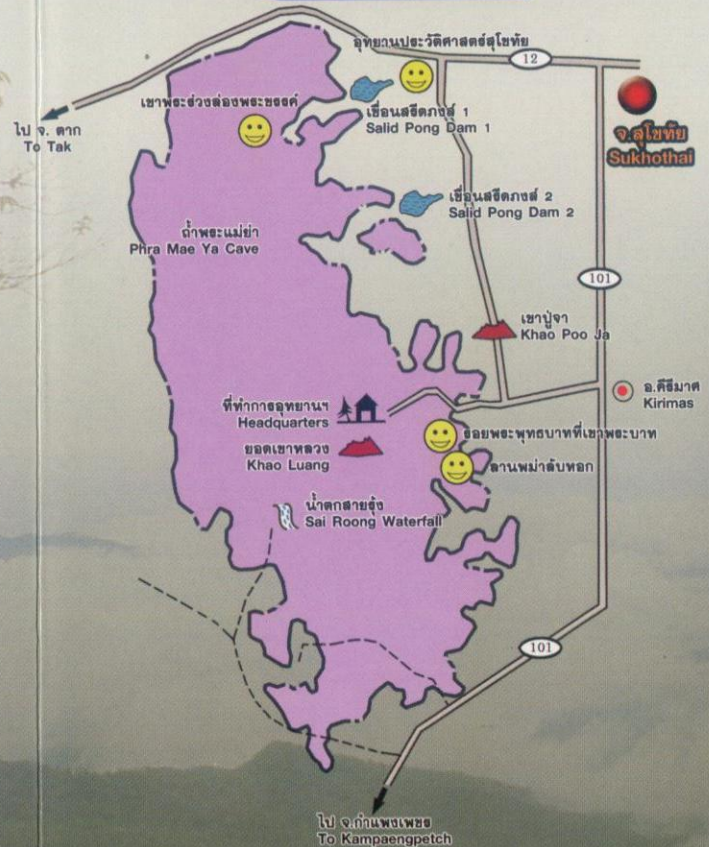 อุทยานประวัติศาสตร์สุโขทัย
12
ไป จ. ตาก
To Tak
เขาพระร่วงล่องพระขรรค์
เขื่อนสรีดภงส์ 1
Salid Pong Dam 1
จ.สุโขทัย
Sukhothai
เขื่อนสรีดภงส์ 2
Salid Pong Dam 2
ถ้ำพระแม่ย่า
Phra Mae Ya Cave
101
เขาปู่จา
Khao Poo Ja
อ.คีรีมาศ
Kirimas
ที่ทำการอุทยานฯ
Headquarters
รอยพระพุทธบาทที่เขาพระบาท
ยอดเขาหลวง
Khao Luang
ลานพม่าลับหอก
น้ำตกสายรุ้ง
Sai Roong Waterfall
101
ไป จ.กำแพงเพชร
To Kampaengpetch